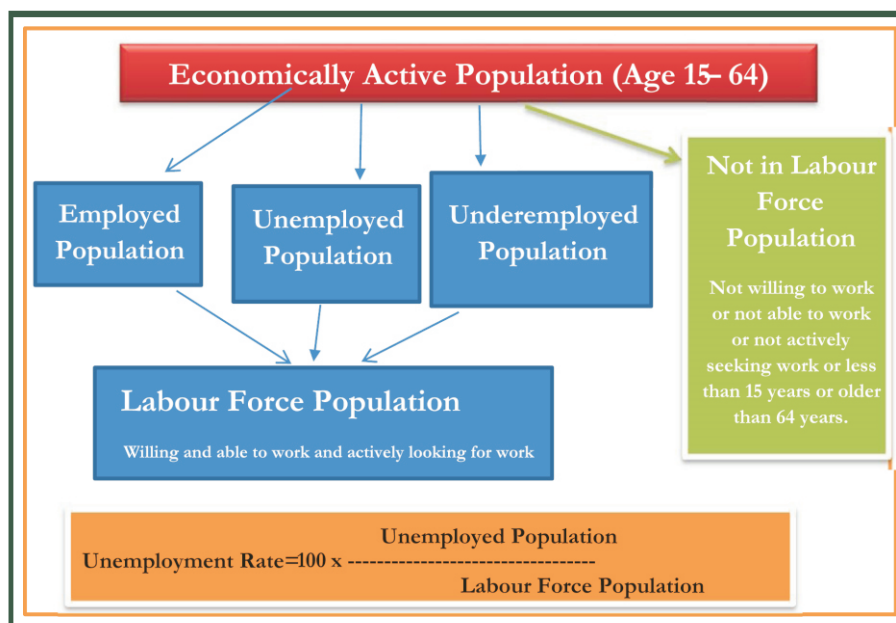 Economically Active Population (Age 15– 64)
Employed
Population
Unemployed
Population
Underemployed
Population
Not in Labour
Force
Population
Not willing to work
or not able to work
or not actively
seeking work or less
than 15 years or older
than 64 years.
Labour Force Population
Willing and able to work and actively looking for work
Unemployed Population
Unemployment Rate=100 x ----------------------------------
Labour Force Population